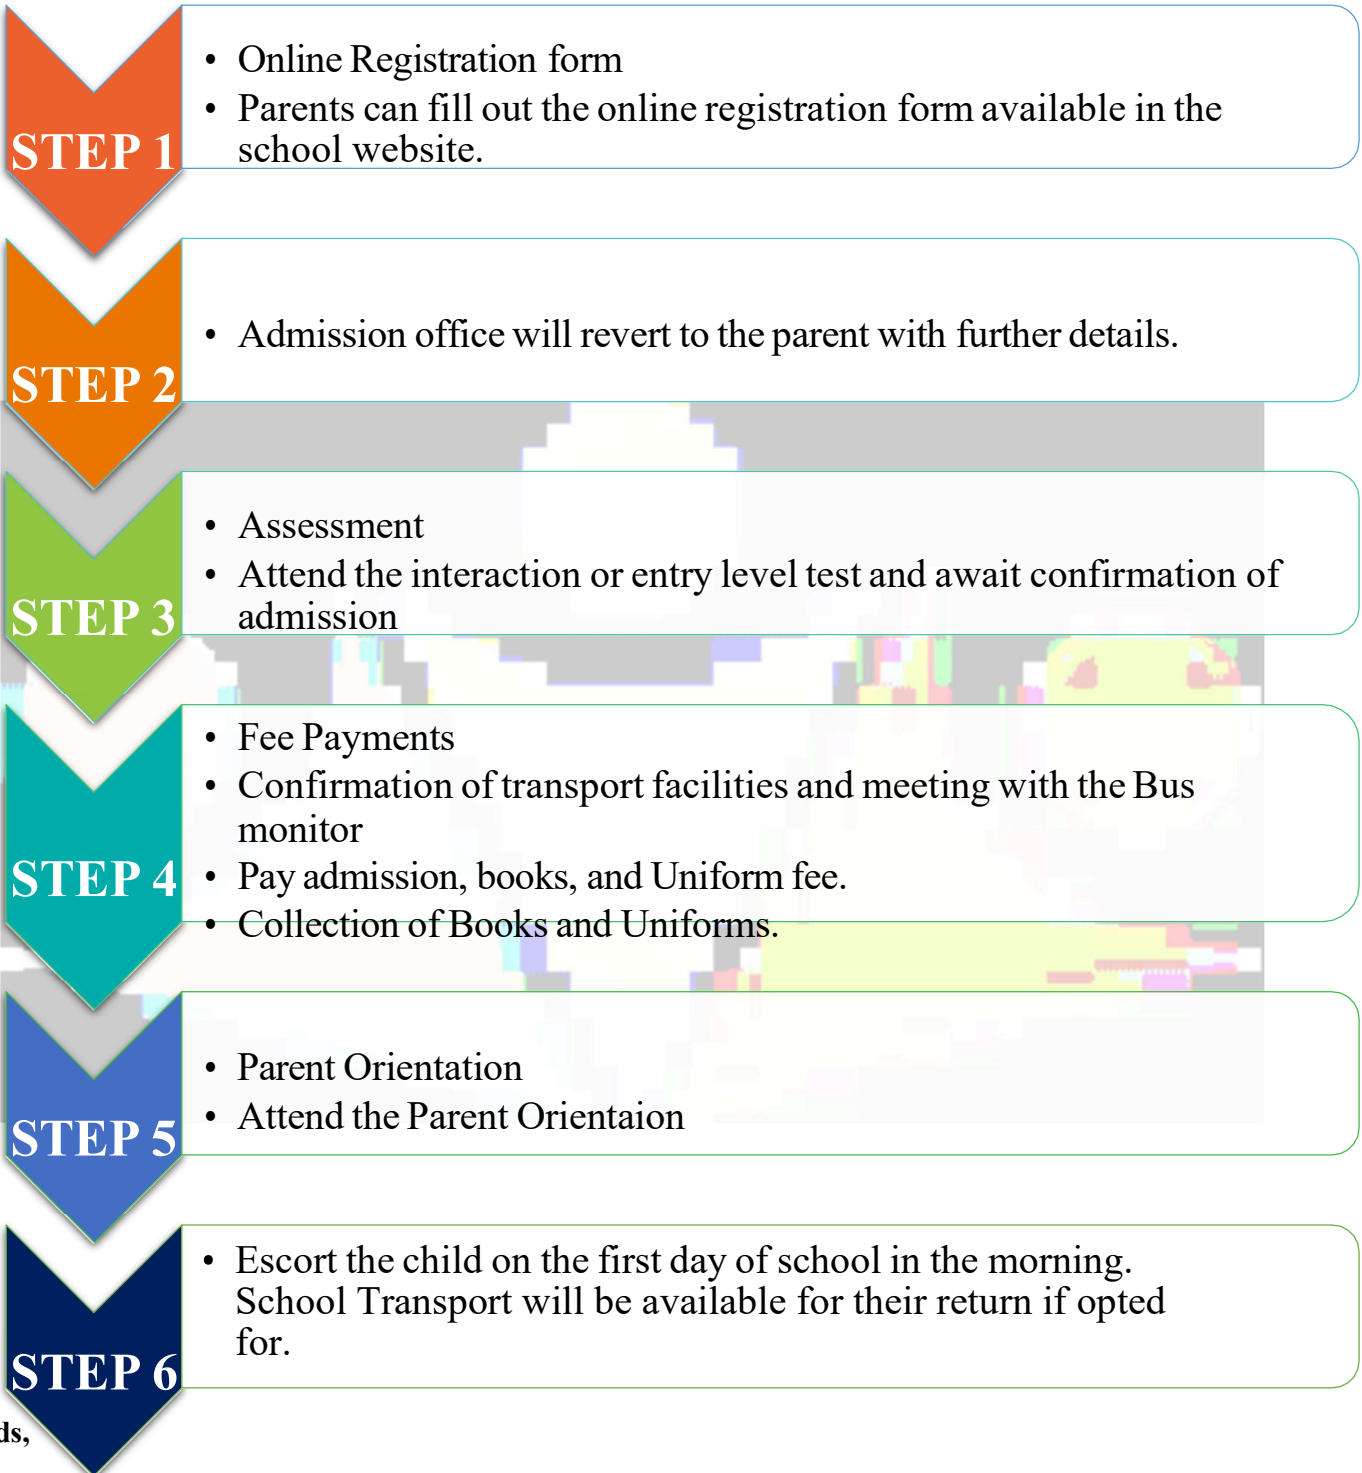 • Online Registration form
• Parents can fill out the online registration form available in the
school website.
STEP 1
• Admission office will revert to the parent with further details.
STEP 2
• Assessment
• Attend the interaction or entry level test and await confirmation of
admission
STEP 3
• Fee Payments
• Confirmation of transport facilities and meeting with the Bus
monitor
• Pay admission, books, and Uniform fee.
STEP 4
• Collection of Books and Uniforms.
• Parent Orientation
• Attend the Parent Orientaion
STEP 5
• Escort the child on the first day of school in the morning.
School Transport will be available for their return if opted
for.
STEP 6
ds,